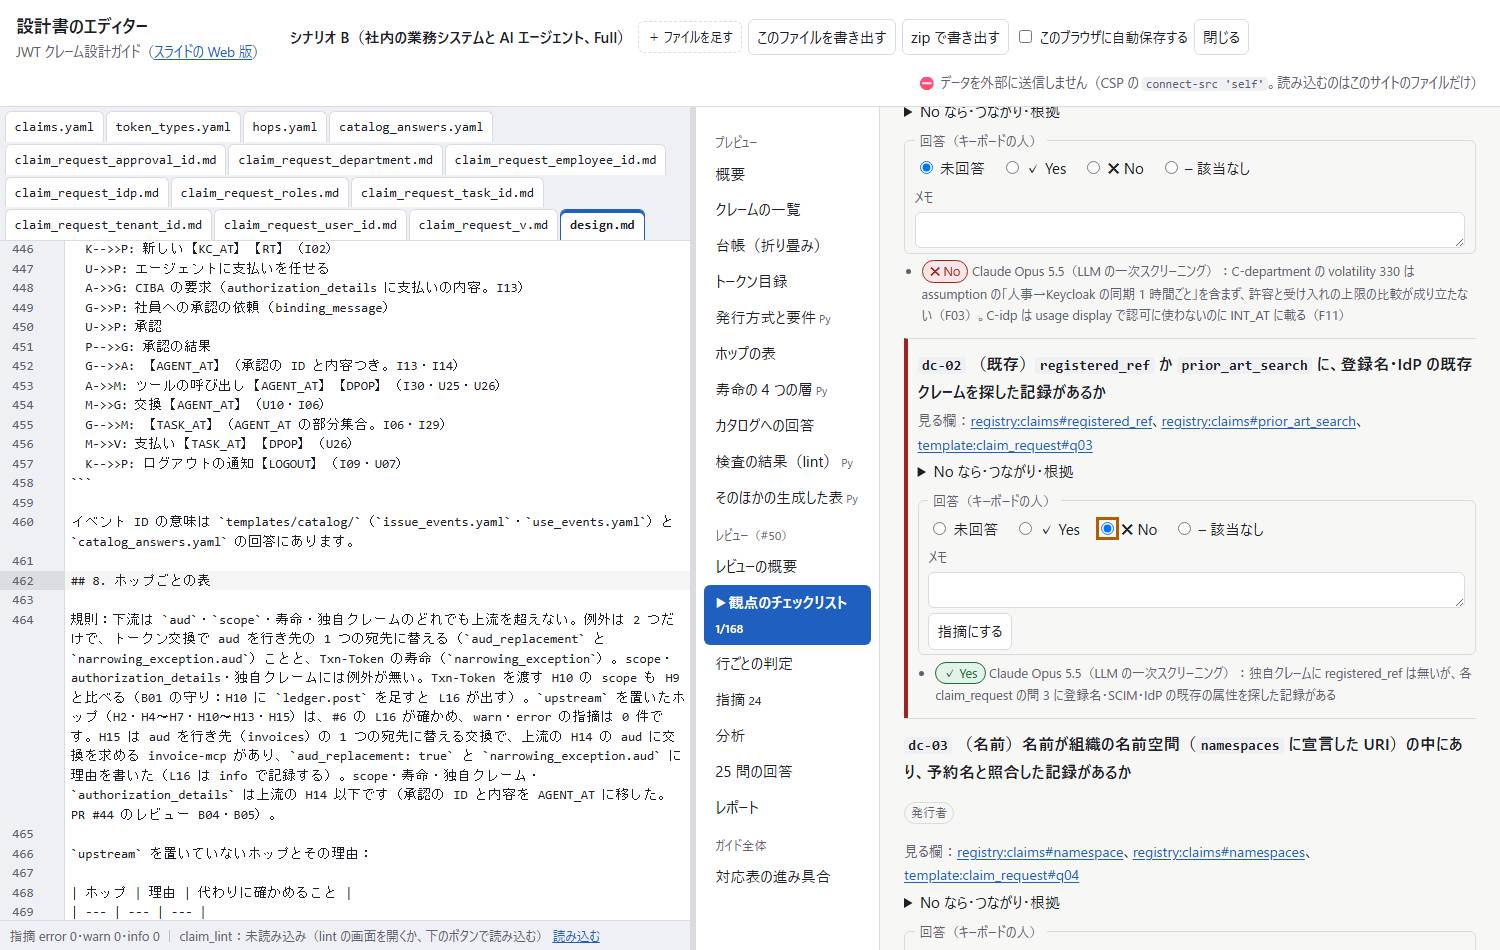 設計書のエディター
JWT クレーム設計ガイド（スライドの Web 版）
シナリオ B（社内の業務システムと AI エージェント、Full）
＋ ファイルを足す
このファイルを書き出す
zip で書き出す
このブラウザに自動保存する
閉じる
⛔ データを外部に送信しません（CSP の connect-src 'self'。読み込むのはこのサイトのファイルだけ）
claims.yaml
token_types.yaml
hops.yaml
catalog_answers.yaml
claim_request_approval_id.md
claim_request_department.md
claim_request_employee_id.md
claim_request_idp.md
claim_request_roles.md
claim_request_task_id.md
claim_request_tenant_id.md
claim_request_user_id.md
claim_request_v.md
design.md
446 K-->>P: 新しい【KC_AT】【RT】（I02）
447 U->>P: エージェントに支払いを任せる
448 A->>G: CIBA の要求（authorization_details に支払いの内容。I13）
449 G->>P: 社員への承認の依頼（binding_message）
450 U->>P: 承認
451 P-->>G: 承認の結果
452 G-->>A: 【AGENT_AT】（承認の ID と内容つき。I13・I14）
453 A->>M: ツールの呼び出し【AGENT_AT】【DPOP】（I30・U25・U26）
454 M->>G: 交換【AGENT_AT】（U10・I06）
455 G-->>M: 【TASK_AT】（AGENT_AT の部分集合。I06・I29）
456 M->>V: 支払い【TASK_AT】【DPOP】（U26）
457 K-->>P: ログアウトの通知【LOGOUT】（I09・U07）
458 ```
459
460 イベント ID の意味は `templates/catalog/`（`issue_events.yaml`・`use_events.yaml`）と
`catalog_answers.yaml` の回答にあります。
461
462 ## 8. ホップごとの表
463
464 規則：下流は `aud`・`scope`・寿命・独自クレームのどれでも上流を超えない。例外は 2 つだ
けで、トークン交換で aud を行き先の 1 つの宛先に替える（`aud_replacement` と
`narrowing_exception.aud`）ことと、Txn-Token の寿命（`narrowing_exception`）。scope・
authorization_details・独自クレームには例外が無い。Txn-Token を渡す H10 の scope も H9
と比べる（B01 の守り：H10 に `ledger.post` を足すと L16 が出す）。`upstream` を置いたホ
ップ（H2・H4〜H7・H10〜H13・H15）は、#6 の L16 が確かめ、warn・error の指摘は 0 件で
す。H15 は aud を行き先（invoices）の 1 つの宛先に替える交換で、上流の H14 の aud に交
換を求める invoice-mcp があり、`aud_replacement: true` と `narrowing_exception.aud` に
理由を書いた（L16 は info で記録する）。scope・寿命・独自クレーム・
`authorization_details` は上流の H14 以下です（承認の ID と内容を AGENT_AT に移した。
PR #44 のレビュー B04・B05）。
465
466 `upstream` を置いていないホップとその理由：
467
468 | ホップ | 理由 | 代わりに確かめること |
469 | --- | --- | --- |
指摘 error 0・warn 0・info 0 | claim_lint：未読み込み（lint の画面を開くか、下のボタンで読み込む） 読み込む
プレビュー
概要
クレームの一覧
台帳（折り畳み）
トークン目録
発行方式と要件 Py
ホップの表
寿命の 4 つの層 Py
カタログへの回答
検査の結果（lint） Py
そのほかの生成した表 Py
レビュー（#50）
レビューの概要
▶ 観点のチェックリスト
1/168
行ごとの判定
指摘 24
分析
25 問の回答
レポート
ガイド全体
対応表の進み具合
▶ No なら・つながり・根拠
回答（キーボードの人）
未回答 ✓ Yes ✕ No – 該当なし
メモ
• ✕ No Claude Opus 5.5（LLM の一次スクリーニング）：C-department の volatility 330 は
assumption の「人事→Keycloak の同期 1 時間ごと」を含まず、許容と受け入れの上限の比較が成り立たな
い（F03）。C-idp は usage display で認可に使わないのに INT_AT に載る（F11）
dc-02 （既存）registered_ref か prior_art_search に、登録名・IdP の既存
クレームを探した記録があるか
見る欄：registry:claims#registered_ref、registry:claims#prior_art_search、
template:claim_request#q03
▶ No なら・つながり・根拠
回答（キーボードの人）
未回答 ✓ Yes ✕ No – 該当なし
メモ
指摘にする
• ✓ Yes Claude Opus 5.5（LLM の一次スクリーニング）：独自クレームに registered_ref は無いが、各
claim_request の問 3 に登録名・SCIM・IdP の既存の属性を探した記録がある
dc-03 （名前）名前が組織の名前空間（ namespaces に宣言した URI）の中にあ
り、予約名と照合した記録があるか
発行者
見る欄：registry:claims#namespace、registry:claims#namespaces、
template:claim_request#q04
▶ No なら・つながり・根拠
回答（キーボードの人）